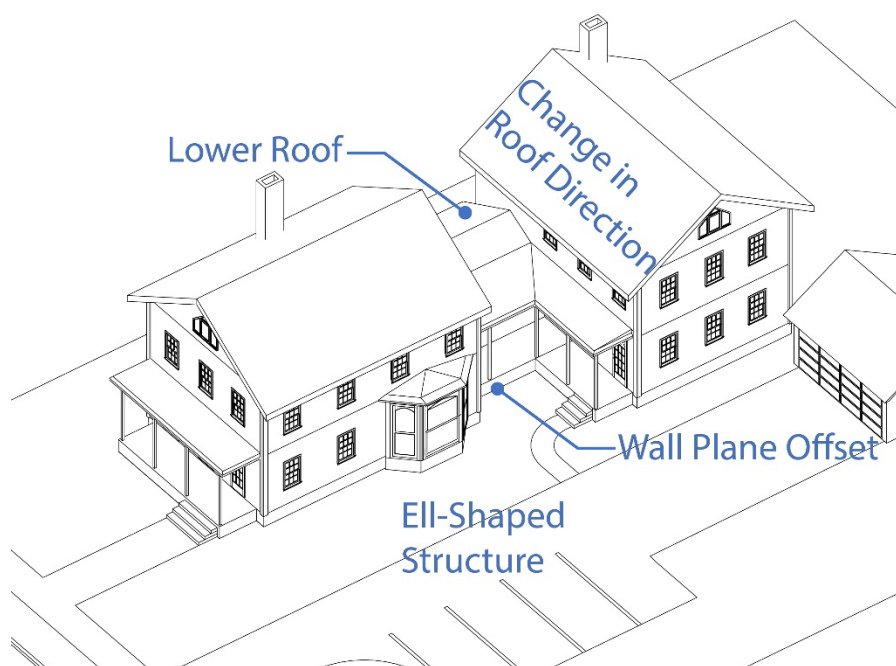 Change in
Roof Direction
Lower Roof
Wall Plane Offset
Ell-Shaped
Structure